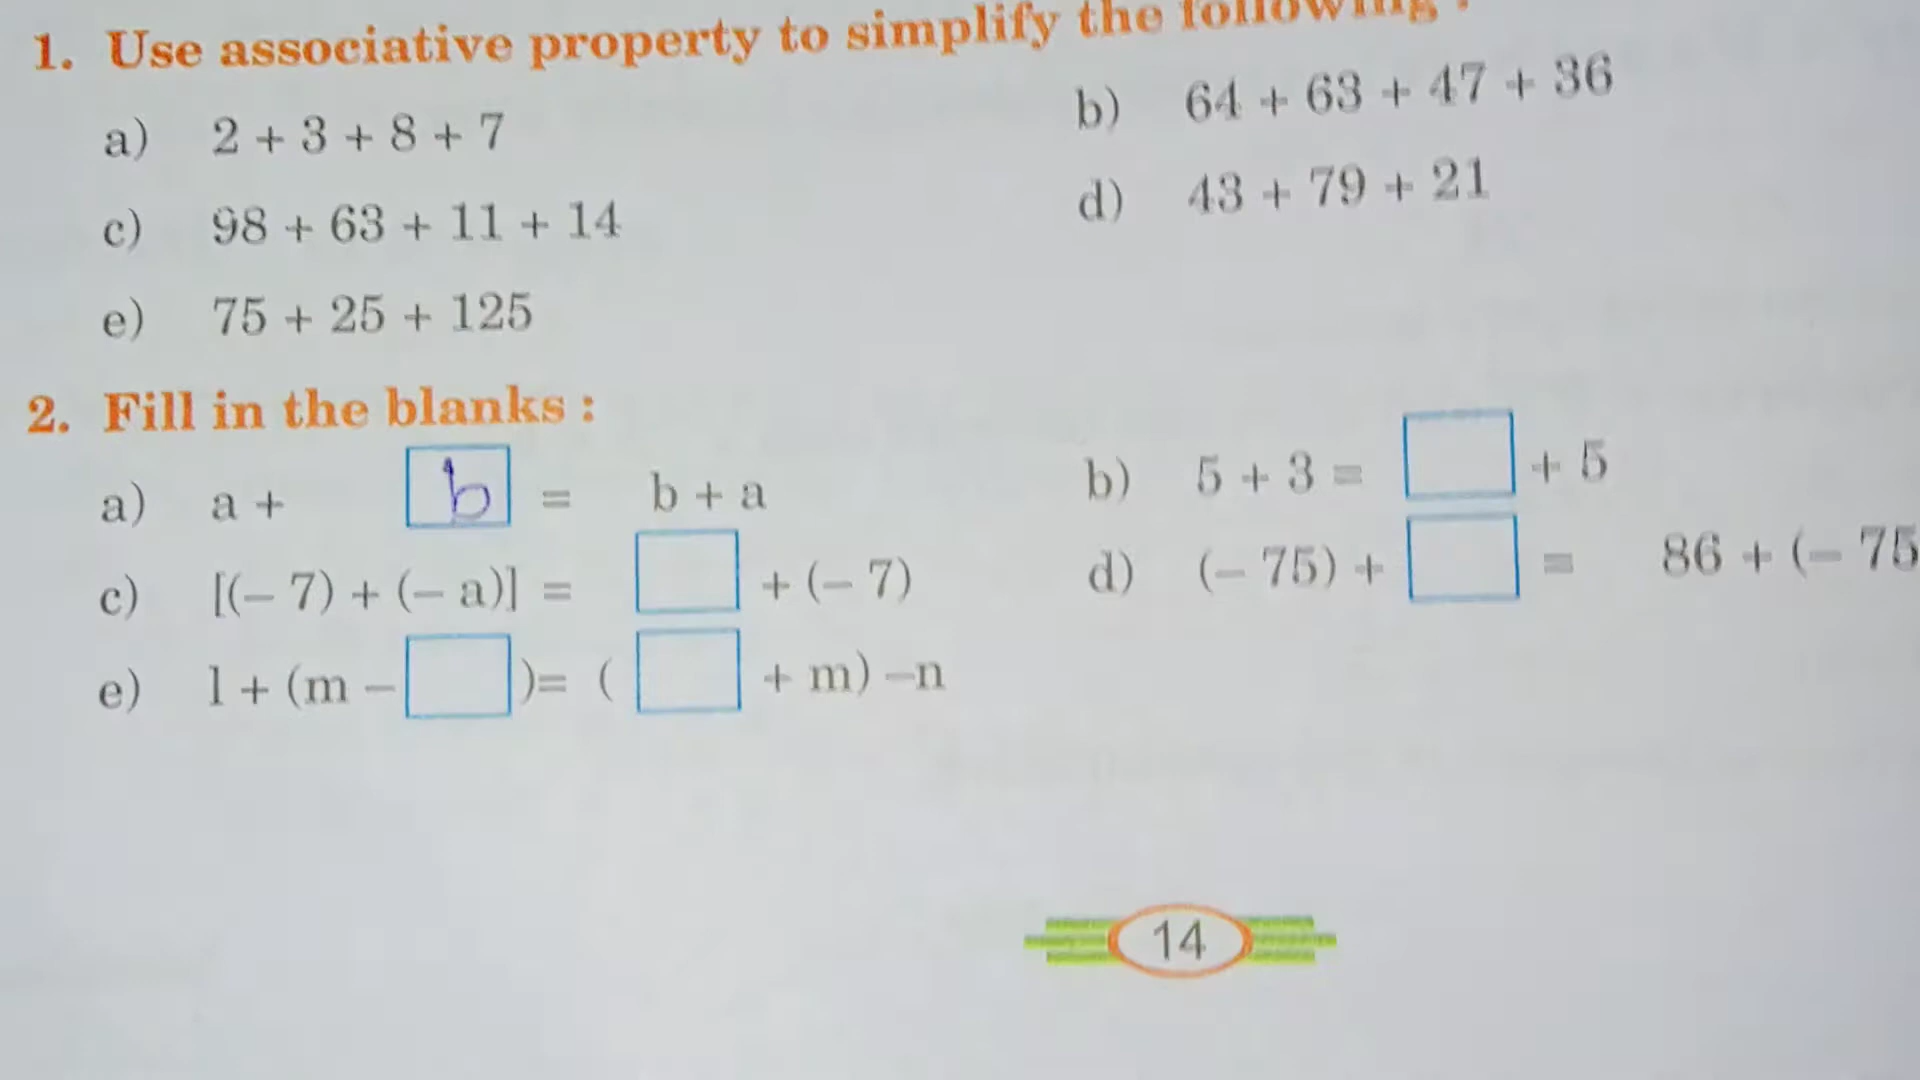 1. Use associative property to simplify the following :
a) 2 + 3 + 8 + 7
b) 64 + 63 + 47 + 36
c) 98 + 63 + 11 + 14
d) 43 + 79 + 21
e) 75 + 25 + 125
2. Fill in the blanks :
a) a + b = b + a
b) 5 + 3 = + 5
c) [(– 7) + (– a)] = + (– 7)
d) (– 75) + = 86 + (– 75
e) l + (m – )= ( + m) –n
14